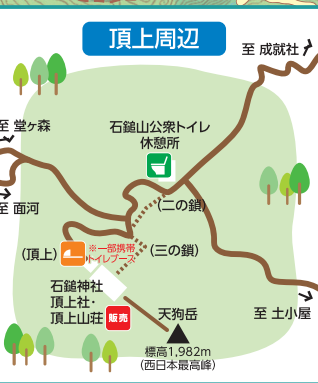 頂上周辺
至 成就社
石鎚山公衆トイレ
休憩所
至 堂ヶ森
至 面河
(二の鎖)
(頂上)
※一部携帯
トイレブース
(三の鎖)
石鎚神社
頂上社・
頂上山荘
販売
天狗岳
至 土小屋
標高1,982m
(西日本最高峰)